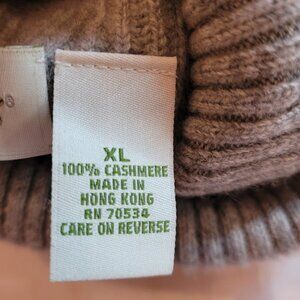 XL
100% CASHMERE
MADE IN
HONG KONG
RN 70534
CARE ON REVERSE